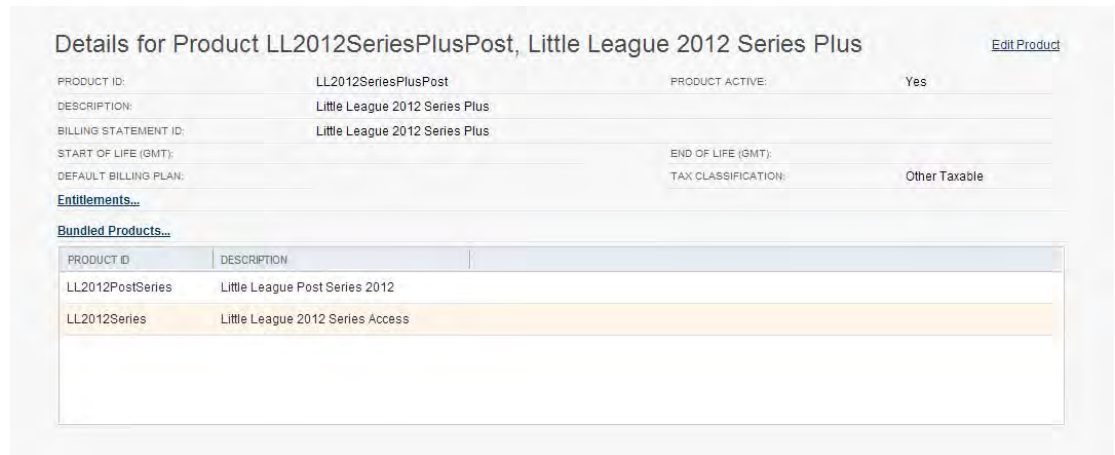 Details for Product LL2012SeriesPlusPost, Little League 2012 Series Plus Edit Product
PRODUCT ID: LL2012SeriesPlusPost PRODUCT ACTIVE: Yes
DESCRIPTION: Little League 2012 Series Plus
BILLING STATEMENT ID: Little League 2012 Series Plus
START OF LIFE (GMT): END OF LIFE (GMT):
DEFAULT BILLING PLAN: TAX CLASSIFICATION: Other Taxable
Entitlements...
Bundled Products...
PRODUCT ID DESCRIPTION
LL2012PostSeries Little League Post Series 2012
LL2012Series Little League 2012 Series Access